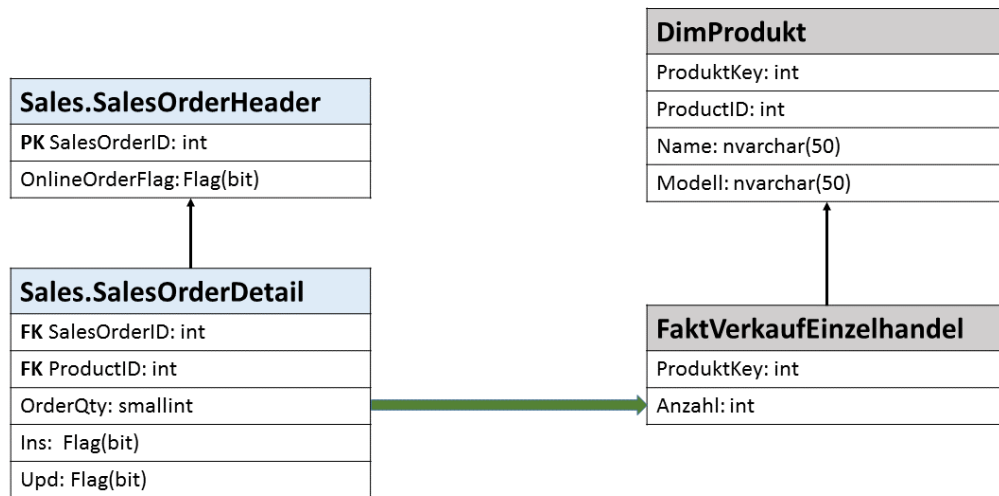 Sales.SalesOrderHeader
PK SalesOrderID: int
OnlineOrderFlag: Flag(bit)
Sales.SalesOrderDetail
FK SalesOrderID: int
FK ProductID: int
OrderQty: smallint
Ins: Flag(bit)
Upd: Flag(bit)
DimProdukt
ProduktKey: int
ProductID: int
Name: nvarchar(50)
Modell: nvarchar(50)
FaktVerkaufEinzelhandel
ProduktKey: int
Anzahl: int